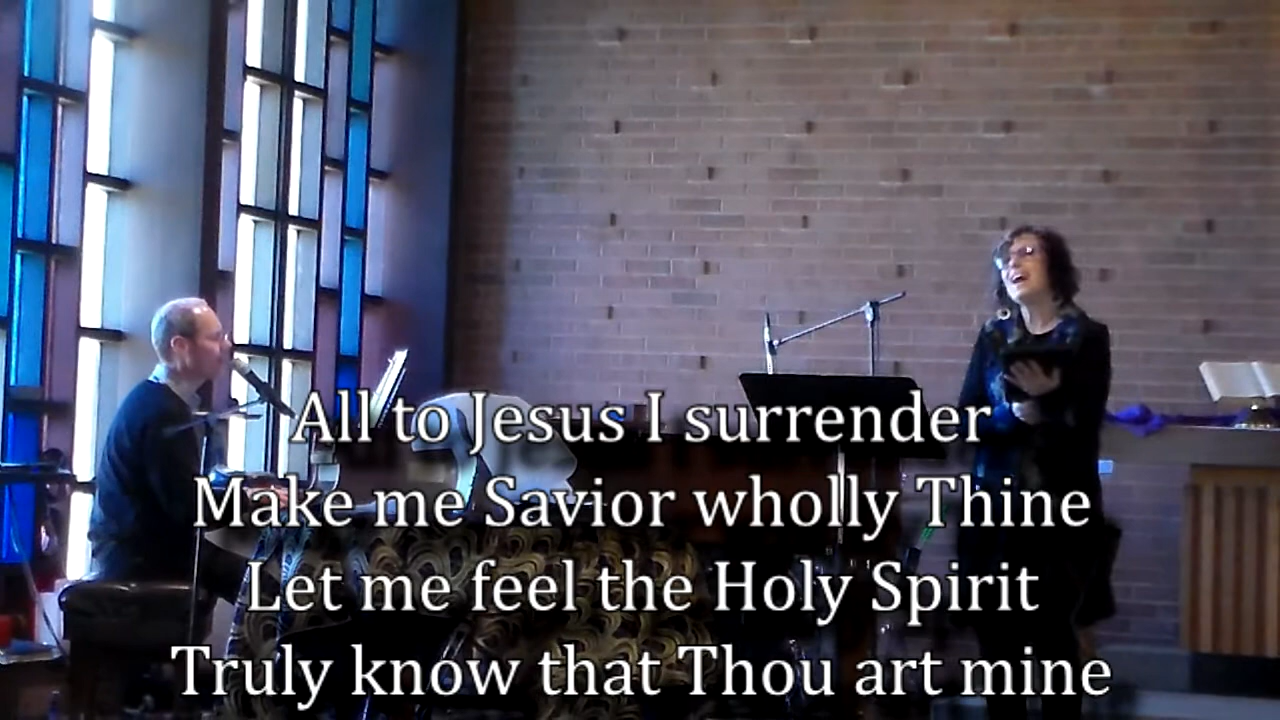 All to Jesus I surrender
Make me Savior wholly Thine
Let me feel the Holy Spirit
Truly know that Thou art mine